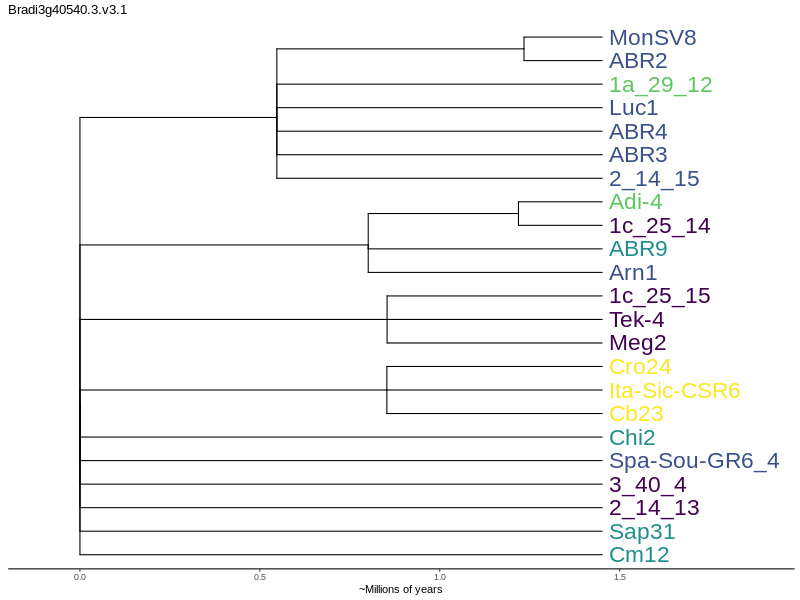 Bradi3g40540.3.v3.1
MonSV8
ABR2
1a_29_12
Luc1
ABR4
ABR3
2_14_15
Adi-4
1c_25_14
ABR9
Arn1
1c_25_15
Tek-4
Meg2
Cro24
Ita-Sic-CSR6
Cb23
Chi2
Spa-Sou-GR6_4
3_40_4
2_14_13
Sap31
Cm12
0.0 0.5 1.0 1.5
~Millions of years